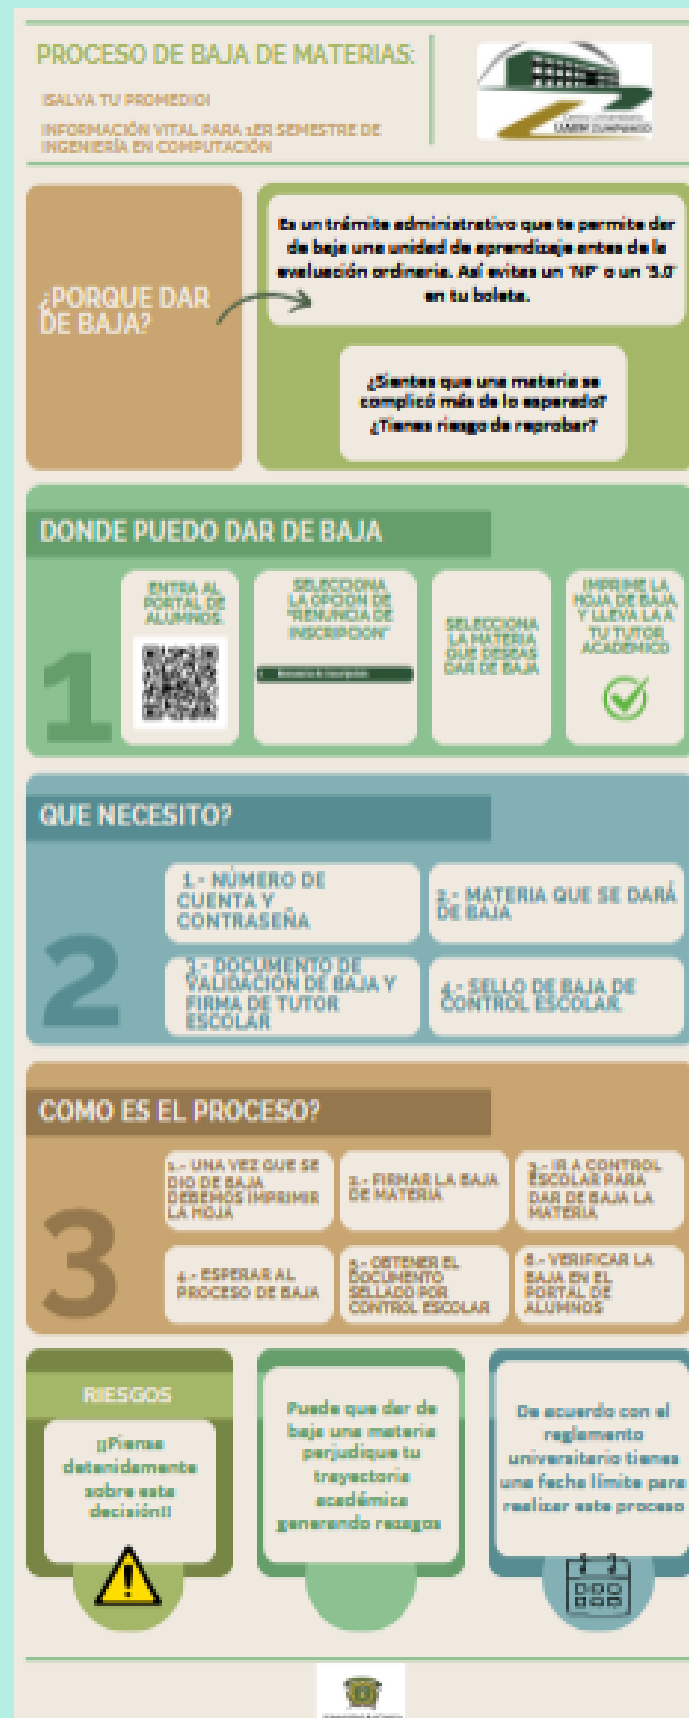 PROCESO DE BAJA DE MATERIAS:
¡SALVA TU PROMEDIO!
INFORMACIÓN VITAL PARA 1ER SEMESTRE DE
INGENIERÍA EN COMPUTACIÓN
Centro Universitario
UAEM ZUMPANGO
¿PORQUE DAR
DE BAJA?
Es un trámite administrativo que te permite dar
de baja una unidad de aprendizaje antes de la
evaluación ordinaria. Así evitas un "NP" o un "5.0"
en tu boleta.
¿Sientes que una materia se
complicó más de lo esperado?
¿Tienes riesgo de reprobar?
DONDE PUEDO DAR DE BAJA
1
ENTRA AL
PORTAL DE
ALUMNOS.
SELECCIONA
LA OPCION DE
"RENUNCIA DE
INSCRIPCION"
Renuncia de inscripción
SELECCIONA
LA MATERIA
QUE DESEAS
DAR DE BAJA
IMPRIME LA
HOJA DE BAJA
Y LLEVA LA A
TU TUTOR
ACADEMICO
QUE NECESITO?
2
1.- NÚMERO DE
CUENTA Y
CONTRASEÑA
2.- MATERIA QUE SE DARÁ
DE BAJA
3.- DOCUMENTO DE
VALIDACIÓN DE BAJA Y
FIRMA DE TUTOR
ESCOLAR
4.- SELLO DE BAJA DE
CONTROL ESCOLAR
COMO ES EL PROCESO?
3
1.- UNA VEZ QUE SE
DIO DE BAJA
DEBEMOS IMPRIMIR
LA HOJA
2.- FIRMAR LA BAJA
DE MATERIA
3.- IR A CONTROL
ESCOLAR PARA
DAR DE BAJA LA
MATERIA
4.- ESPERAR AL
PROCESO DE BAJA
5.- OBTENER EL
DOCUMENTO
SELLADO POR
CONTROL ESCOLAR
6.- VERIFICAR LA
BAJA EN EL
PORTAL DE
ALUMNOS
RIESGOS
¡¡Piensa
detenidamente
sobre esta
decisión!!
Puede que dar de
baja una materia
perjudique tu
trayectoria
académica
generando rezagos
De acuerdo con el
reglamento
universitario tienes
una fecha límite para
realizar este proceso